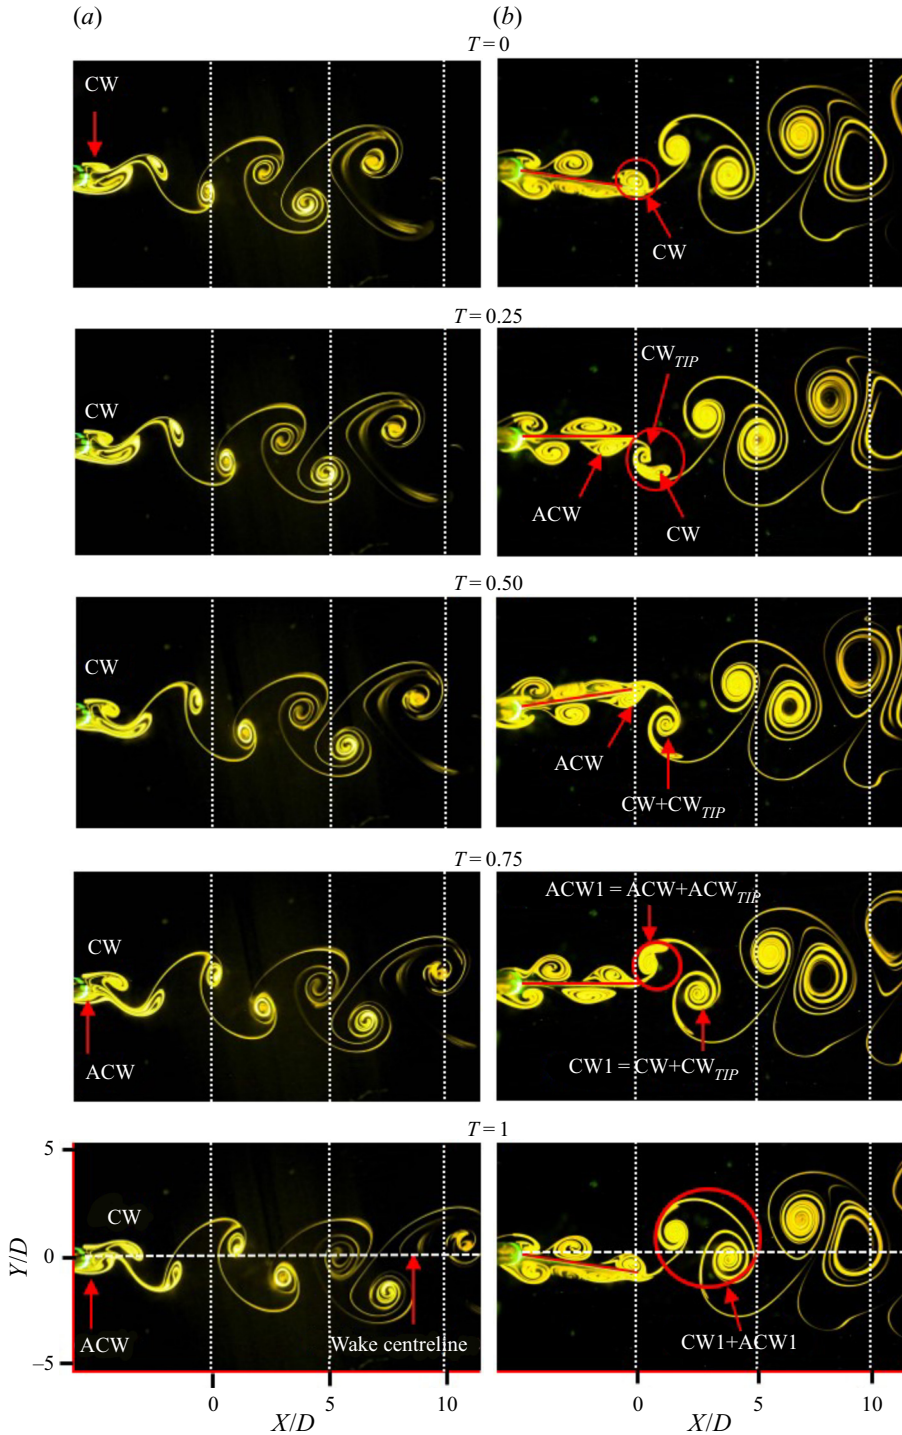 (a)
(b)
T = 0
CW
CW
T = 0.25
CW
CW_TIP
ACW
CW
T = 0.50
CW
ACW
CW+CW_TIP
T = 0.75
ACW1 = ACW+ACW_TIP
CW
ACW
CW1 = CW+CW_TIP
T = 1
5
CW
0
Y/D
ACW
Wake centreline
CW1+ACW1
–5
0 5 10 0 5 10
X/D X/D